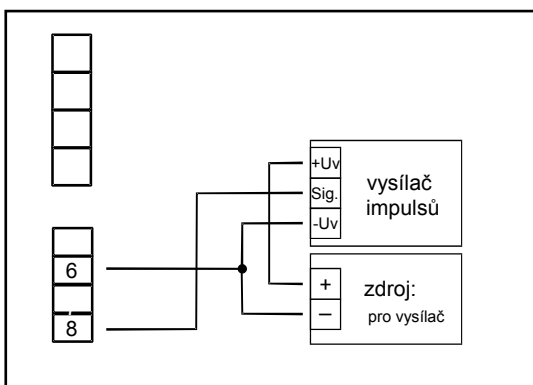 +Uv
Sig.
-Uv
vysílač
impulsů
6
8
+
–
zdroj:
pro vysílač